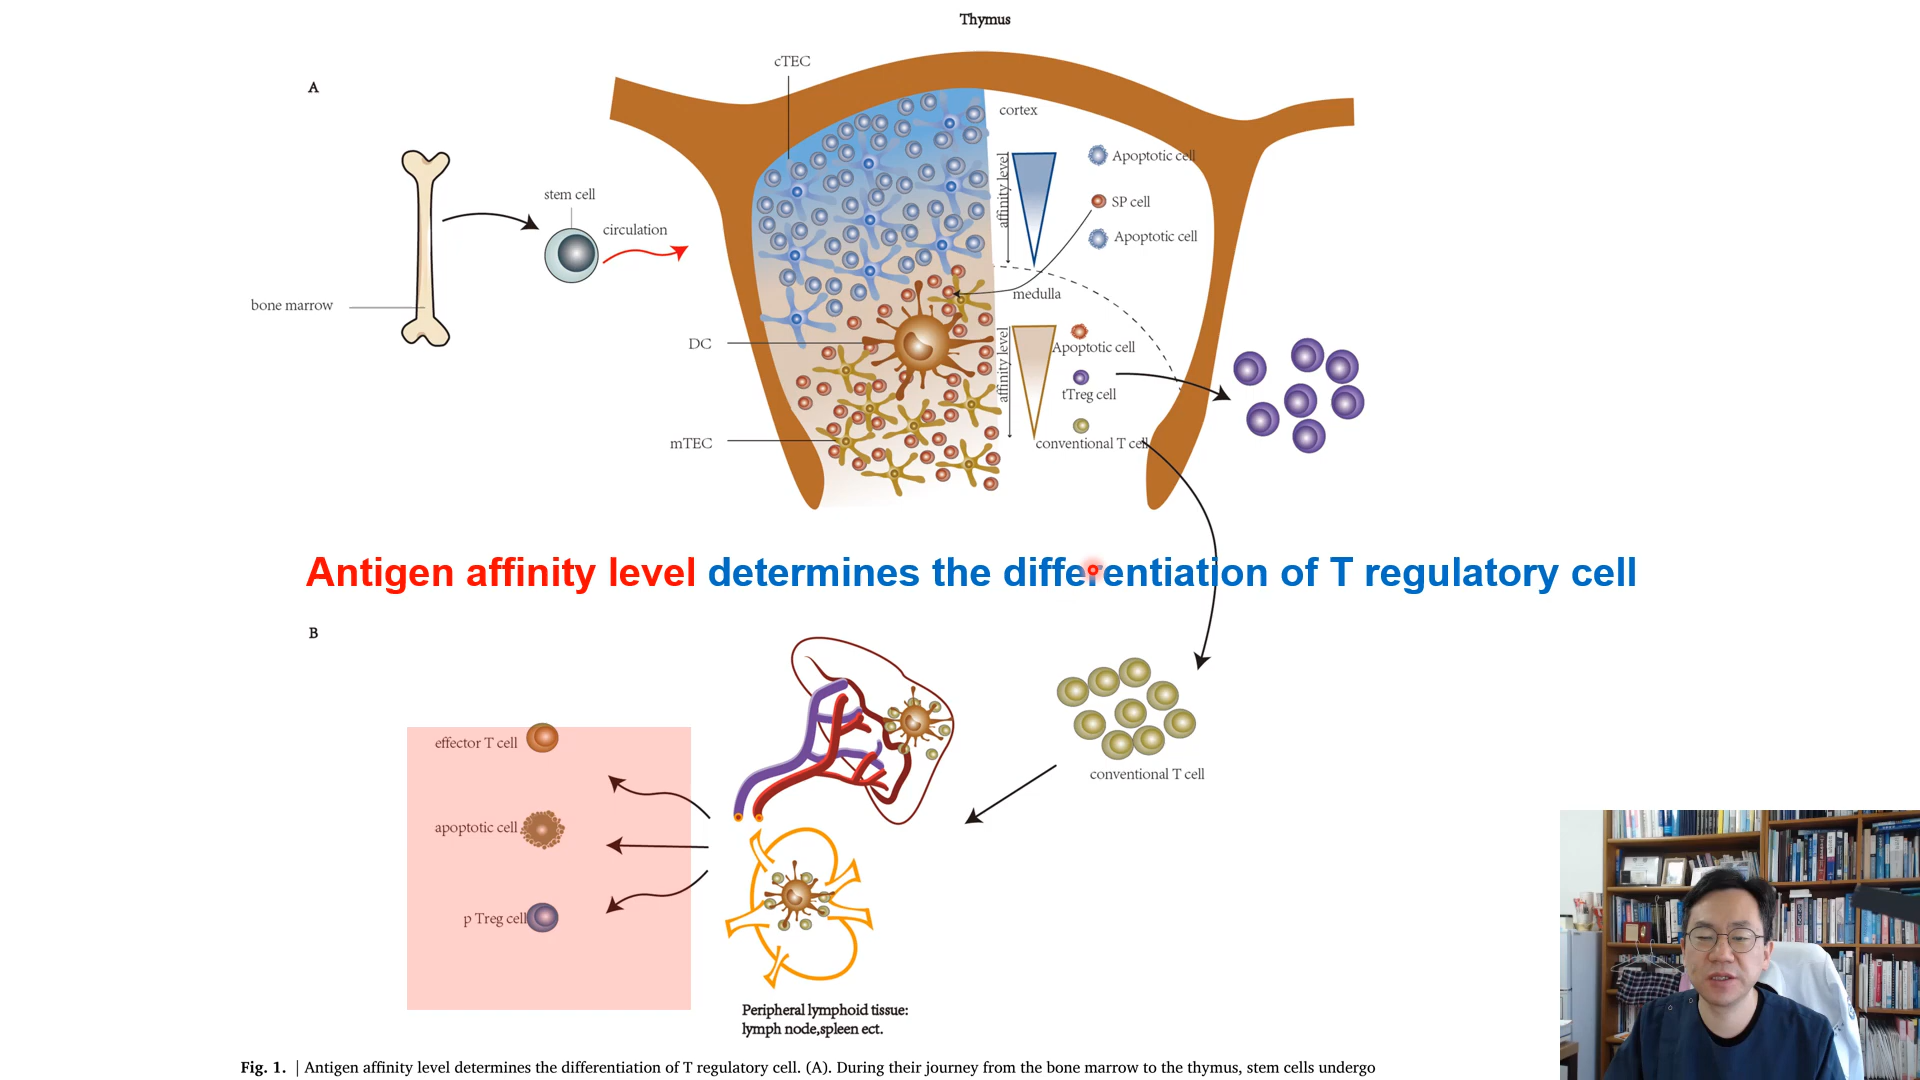 Thymus
cTEC
A
cortex
affinity level
Apoptotic cell
stem cell
SP cell
circulation
Apoptotic cell
bone marrow
medulla
DC
affinity level
Apoptotic cell
tTreg cell
mTEC
conventional T cell
Antigen affinity level determines the differentiation of T regulatory cell
B
effector T cell
conventional T cell
apoptotic cell
p Treg cell
Peripheral lymphoid tissue:
lymph node,spleen ect.
Fig. 1. | Antigen affinity level determines the differentiation of T regulatory cell. (A). During their journey from the bone marrow to the thymus, stem cells undergo